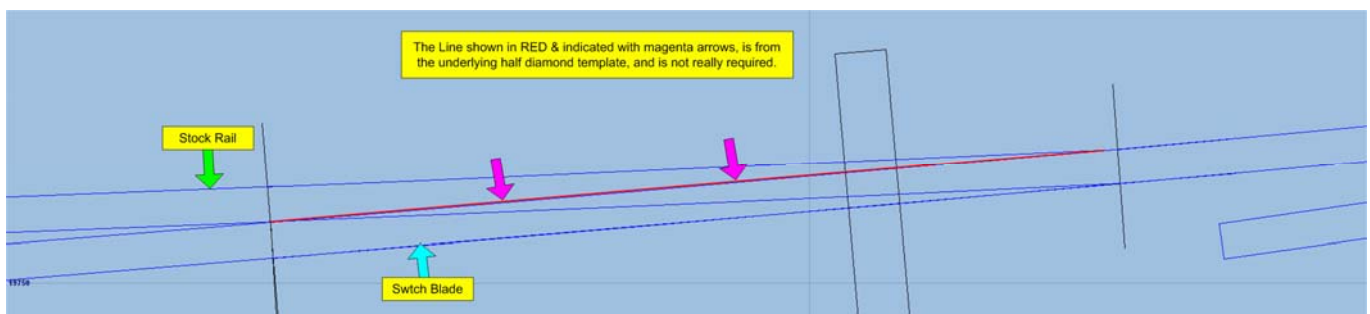 The Line shown in RED & indicated with magenta arrows, is from
the underlying half diamond template, and is not really required.
Stock Rail
Swtch Blade
19750